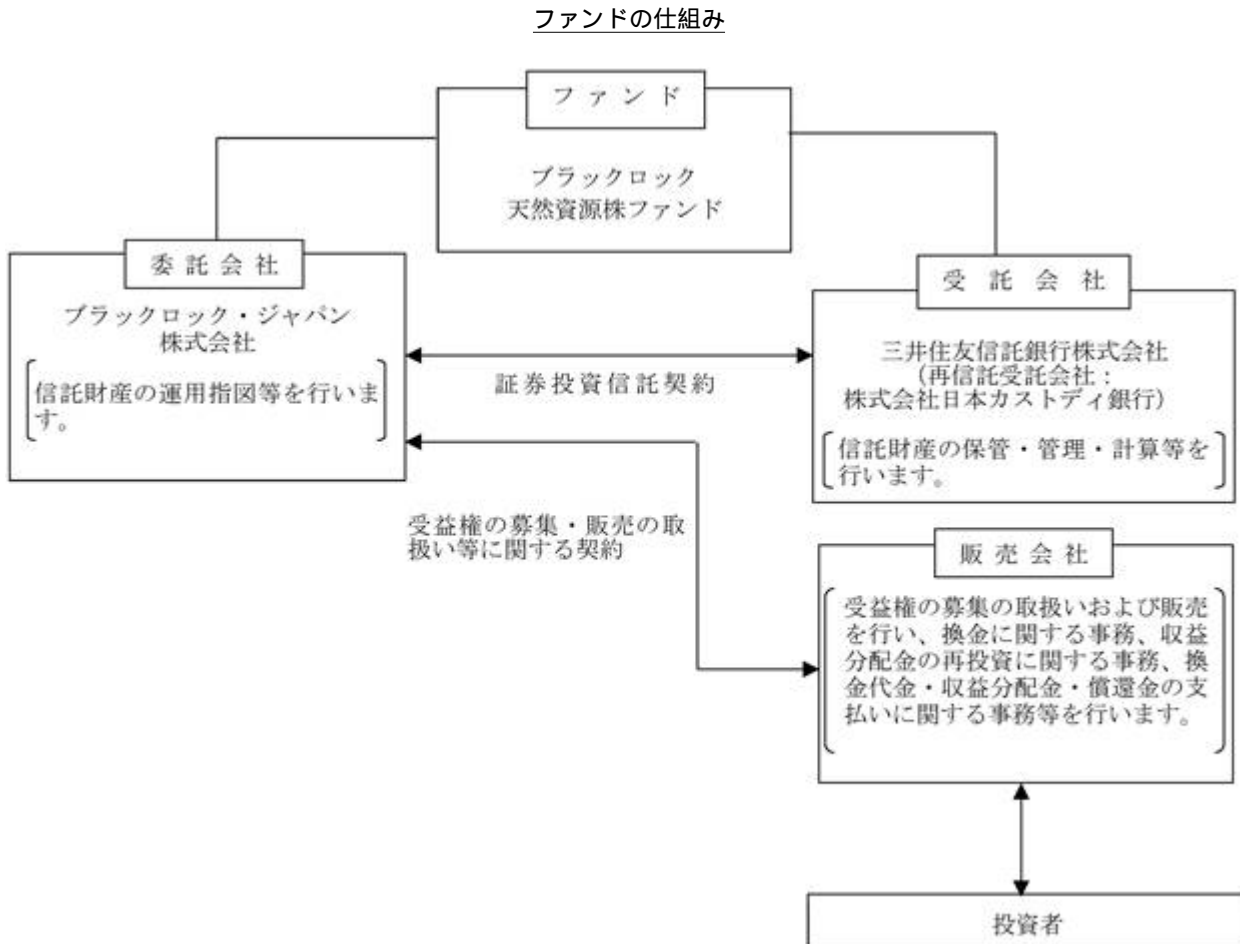 ファンドの仕組み
ファンド
ブラックロック
天然資源株ファンド
委託会社
ブラックロック・ジャパン
株式会社
信託財産の運用指図等を行いま
す。
証券投資信託契約
受託会社
三井住友信託銀行株式会社
(再信託受託会社:
株式会社日本カストディ銀行)
信託財産の保管・管理・計算等を
行います。
受益権の募集・販売の取
扱い等に関する契約
販売会社
受益権の募集の取扱いおよび販売
を行い、換金に関する事務、収益
分配金の再投資に関する事務、換
金代金・収益分配金・償還金の支
払いに関する事務等を行います。
投資者